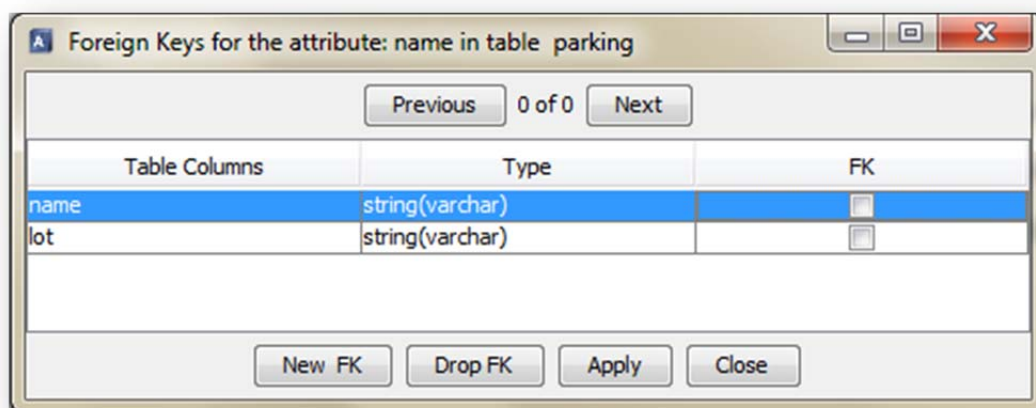 A Foreign Keys for the attribute: name in table parking
Previous 0 of 0 Next
Table Columns Type FK
name string(varchar)
lot string(varchar)
New FK Drop FK Apply Close